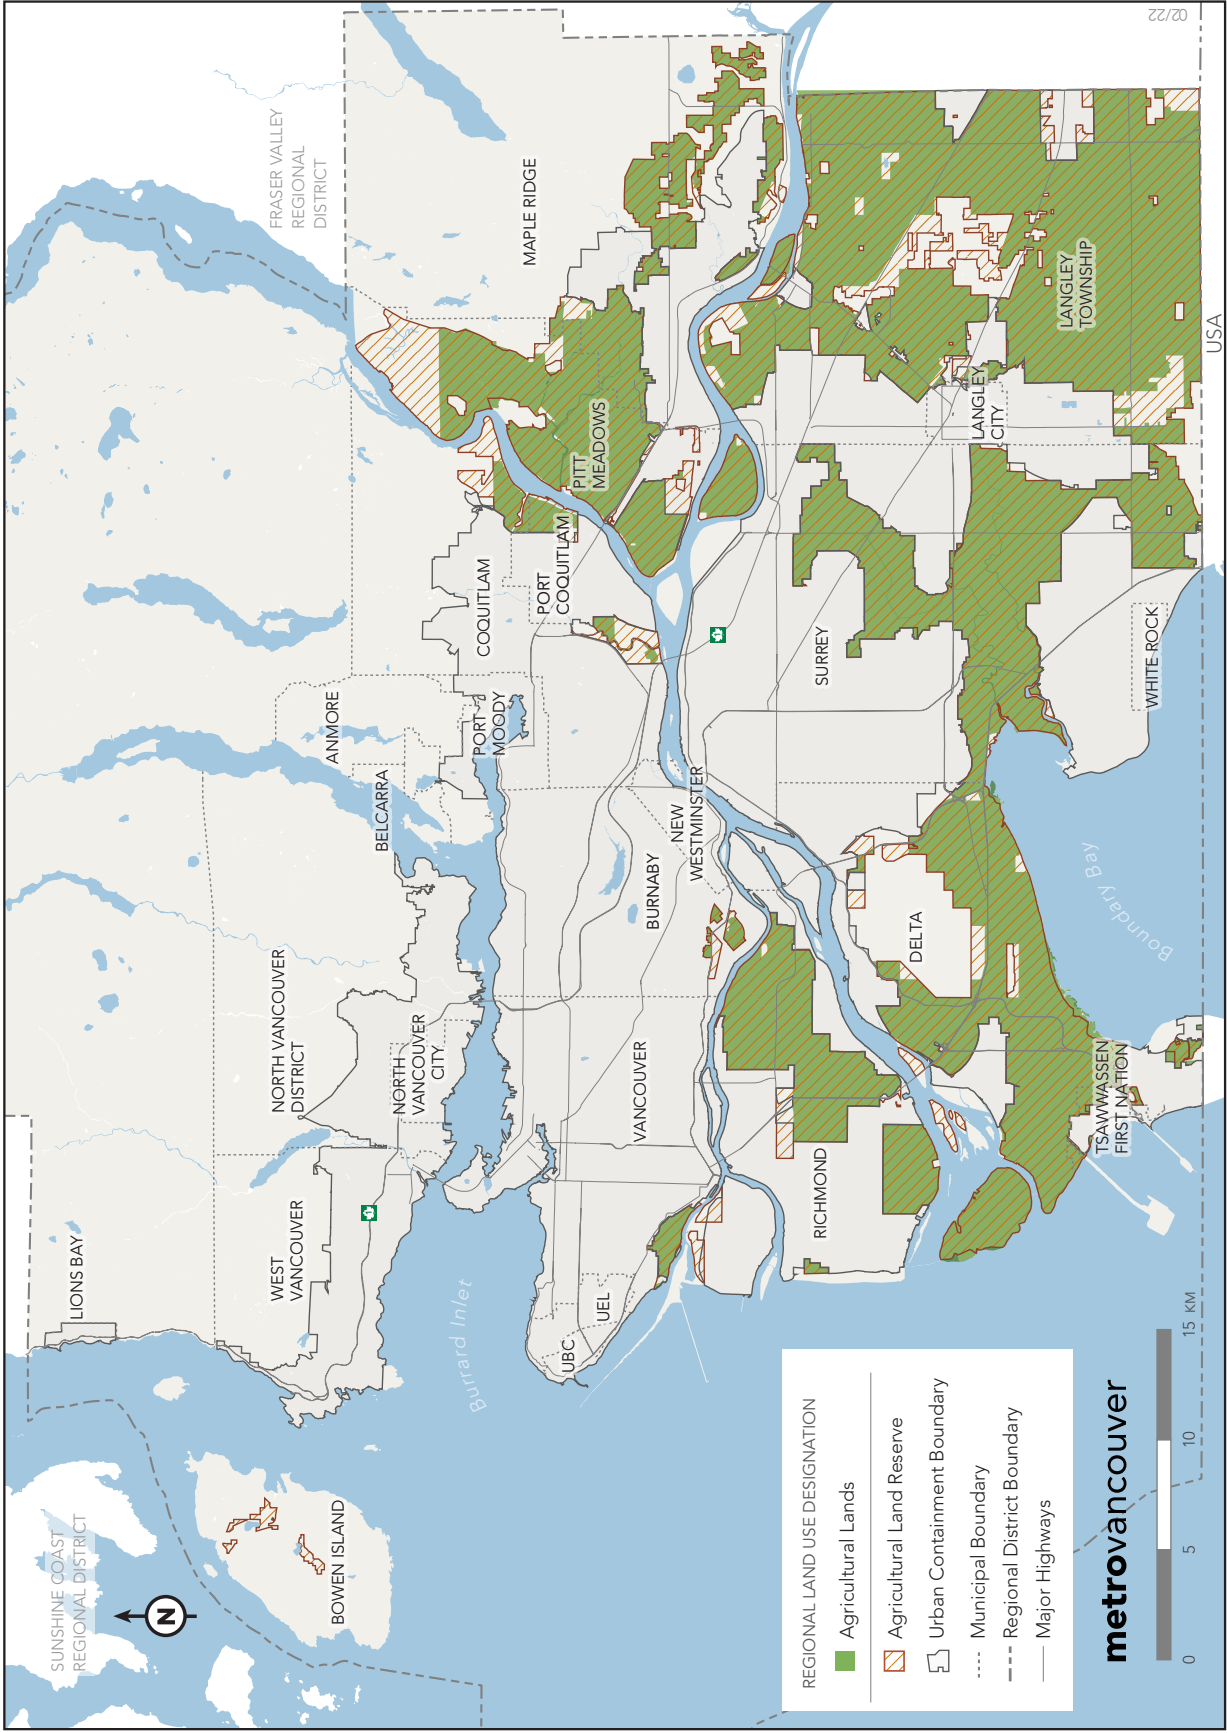 SUNSHINE COAST
REGIONAL DISTRICT
LIONS BAY
FRASER VALLEY
REGIONAL
DISTRICT
N
BOWEN ISLAND
WEST
VANCOUVER
NORTH VANCOUVER
DISTRICT
NORTH
VANCOUVER
CITY
BELCARRA
ANMORE
PORT
MOODY
COQUITLAM
PORT
COQUITLAM
PITT
MEADOWS
MAPLE RIDGE
Burrard Inlet
UBC
UEL
VANCOUVER
BURNABY
NEW
WESTMINSTER
1
1
RICHMOND
DELTA
SURREY
LANGLEY
CITY
LANGLEY
TOWNSHIP
TSAWWASSEN
FIRST NATION
Boundary Bay
WHITE ROCK
USA
REGIONAL LAND USE DESIGNATION
Agricultural Lands
Agricultural Land Reserve
Urban Containment Boundary
Municipal Boundary
Regional District Boundary
Major Highways
metrovancouver
0 5 10 15 KM
02/22